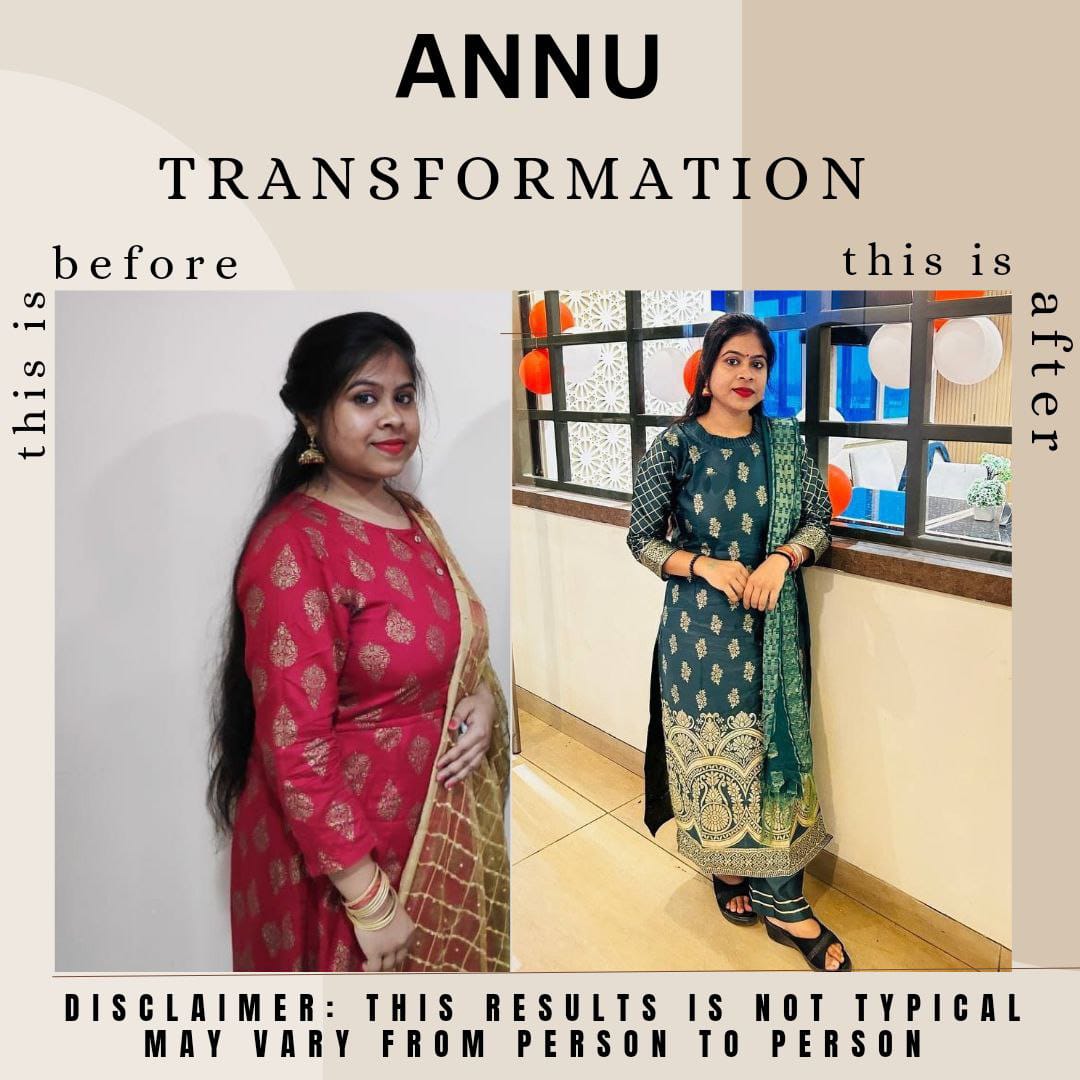 ANNU
TRANSFORMATION
this is
before
this is
after
DISCLAIMER: THIS RESULTS IS NOT TYPICAL
MAY VARY FROM PERSON TO PERSON